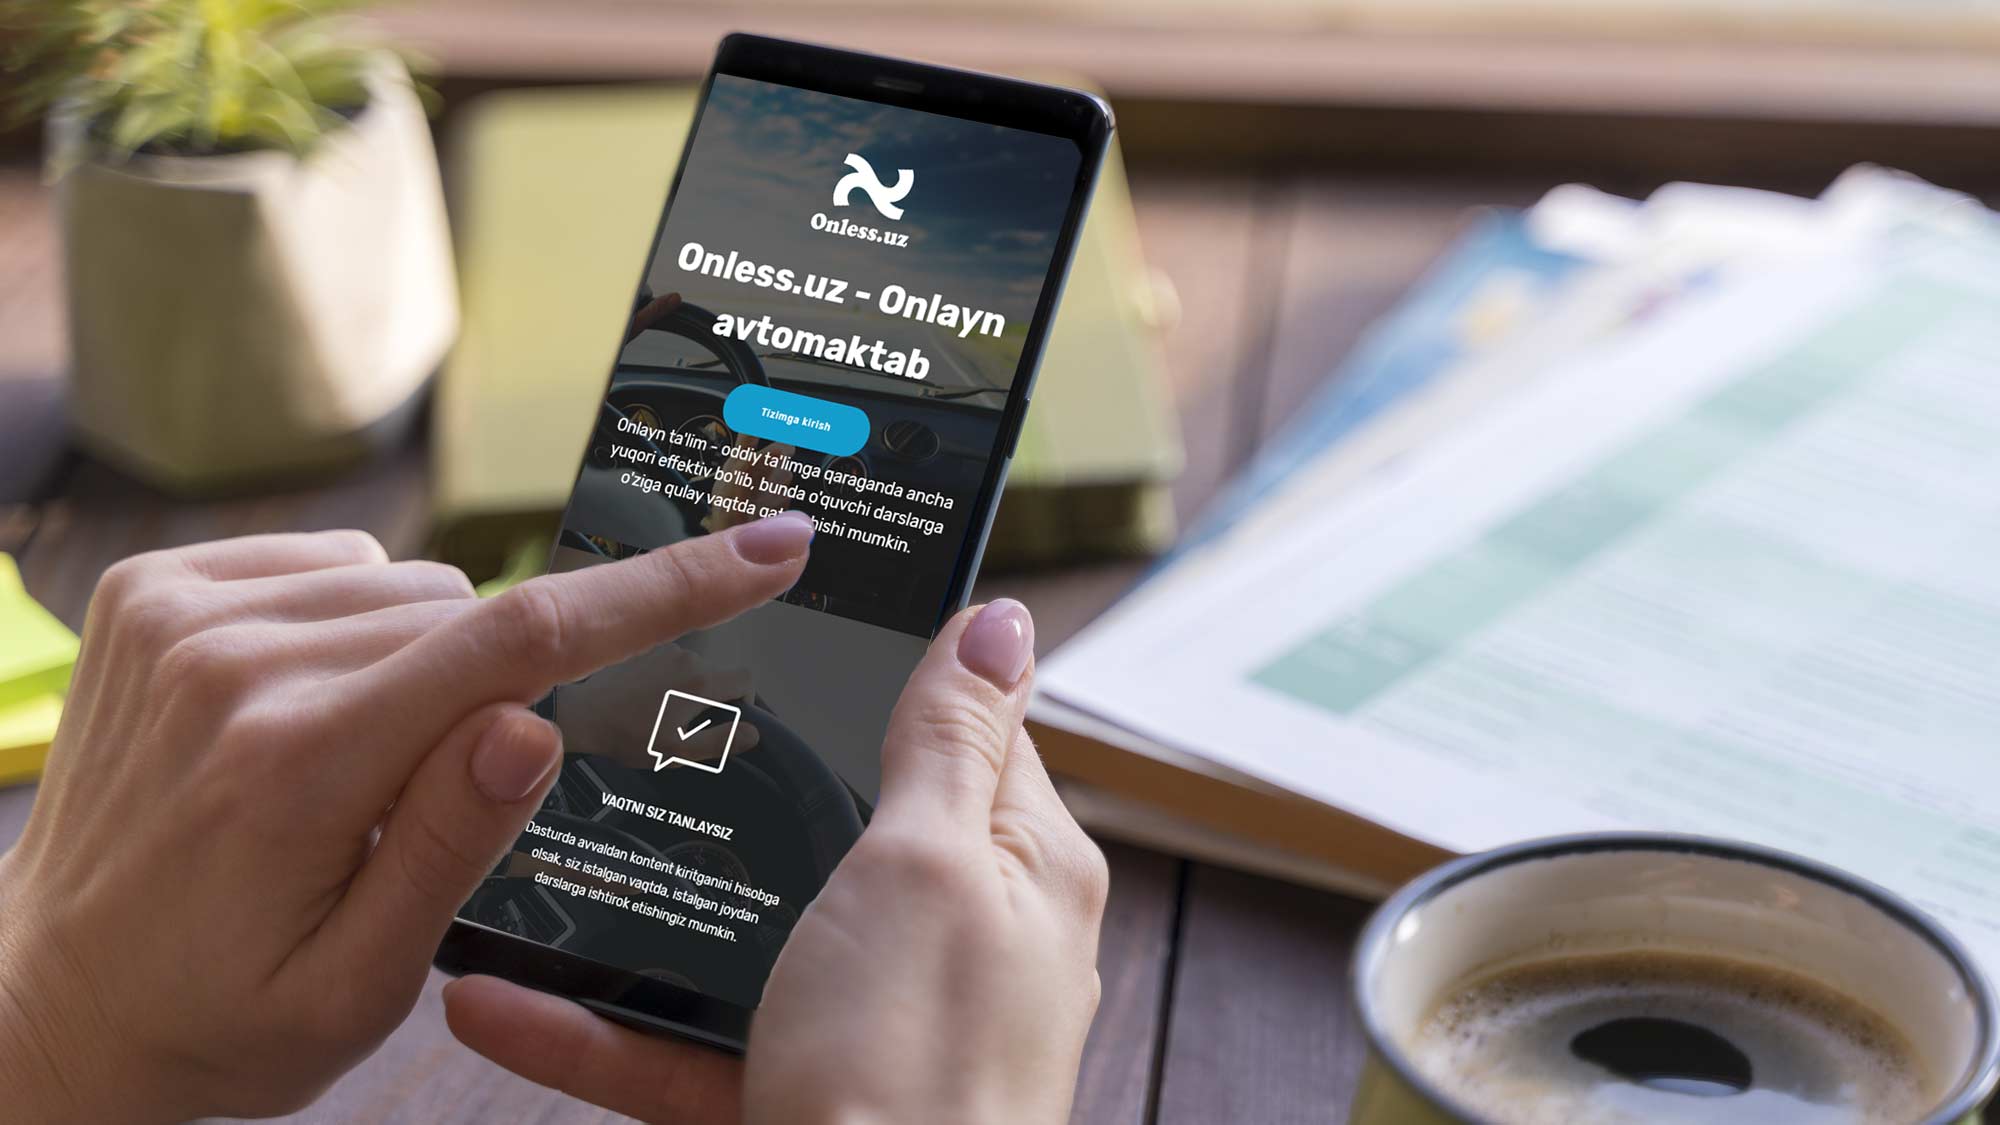 Onless.uz
Onless.uz - Onlayn
avtomaktab
Tizimga kirish
Onlayn ta'lim - oddiy ta'limga qaraganda ancha
yuqori effektiv bo'lib, bunda o'quvchi darslarga
o'ziga qulay vaqtda mumkin.
VAQTNI SIZ TANLAYSIZ
Dasturda avvaldan kontent kiritganini hisobga
olsak, siz istalgan vaqtda, istalgan joydan
darslarga ishtirok etishingiz mumkin.